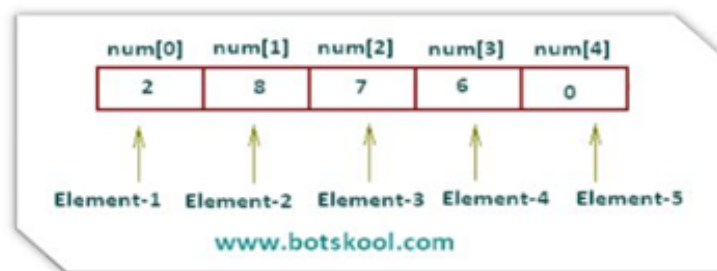 num[0] num[1] num[2] num[3] num[4]
2 8 7 6 0
Element-1 Element-2 Element-3 Element-4 Element-5
www.botskool.com